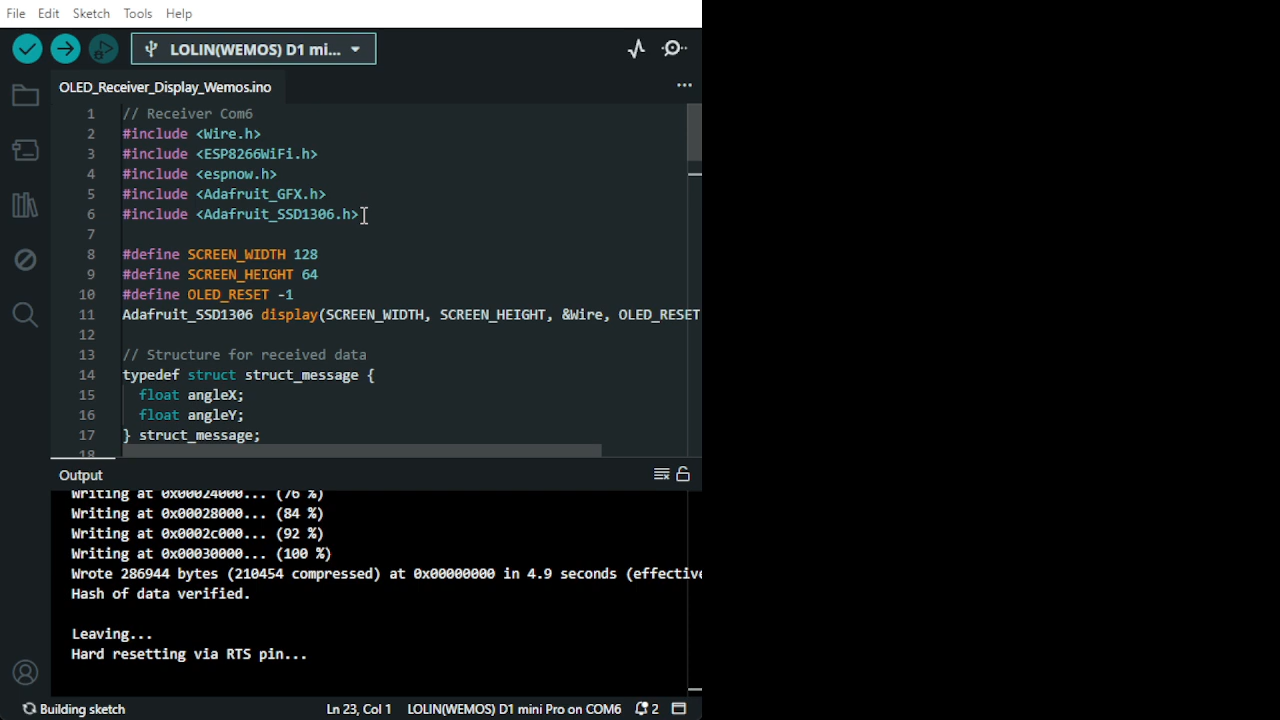 File Edit Sketch Tools Help
LOLIN(WEMOS) D1 mi...
OLED_Receiver_Display_Wemos.ino
1 // Receiver Com6
2 #include <Wire.h>
3 #include <ESP8266WiFi.h>
4 #include <espnow.h>
5 #include <Adafruit_GFX.h>
6 #include <Adafruit_SSD1306.h>
7
8 #define SCREEN_WIDTH 128
9 #define SCREEN_HEIGHT 64
10 #define OLED_RESET -1
11 Adafruit_SSD1306 display(SCREEN_WIDTH, SCREEN_HEIGHT, &Wire, OLED_RESET
12
13 // Structure for received data
14 typedef struct struct_message {
15 float angleX;
16 float angleY;
17 } struct_message;
18
Output
Writing at 0x00024000... (76 %)
Writing at 0x00028000... (84 %)
Writing at 0x0002c000... (92 %)
Writing at 0x00030000... (100 %)
Wrote 286944 bytes (210454 compressed) at 0x00000000 in 4.9 seconds (effective
Hash of data verified.
Leaving...
Hard resetting via RTS pin...
Building sketch Ln 23, Col 1 LOLIN(WEMOS) D1 mini Pro on COM6 2